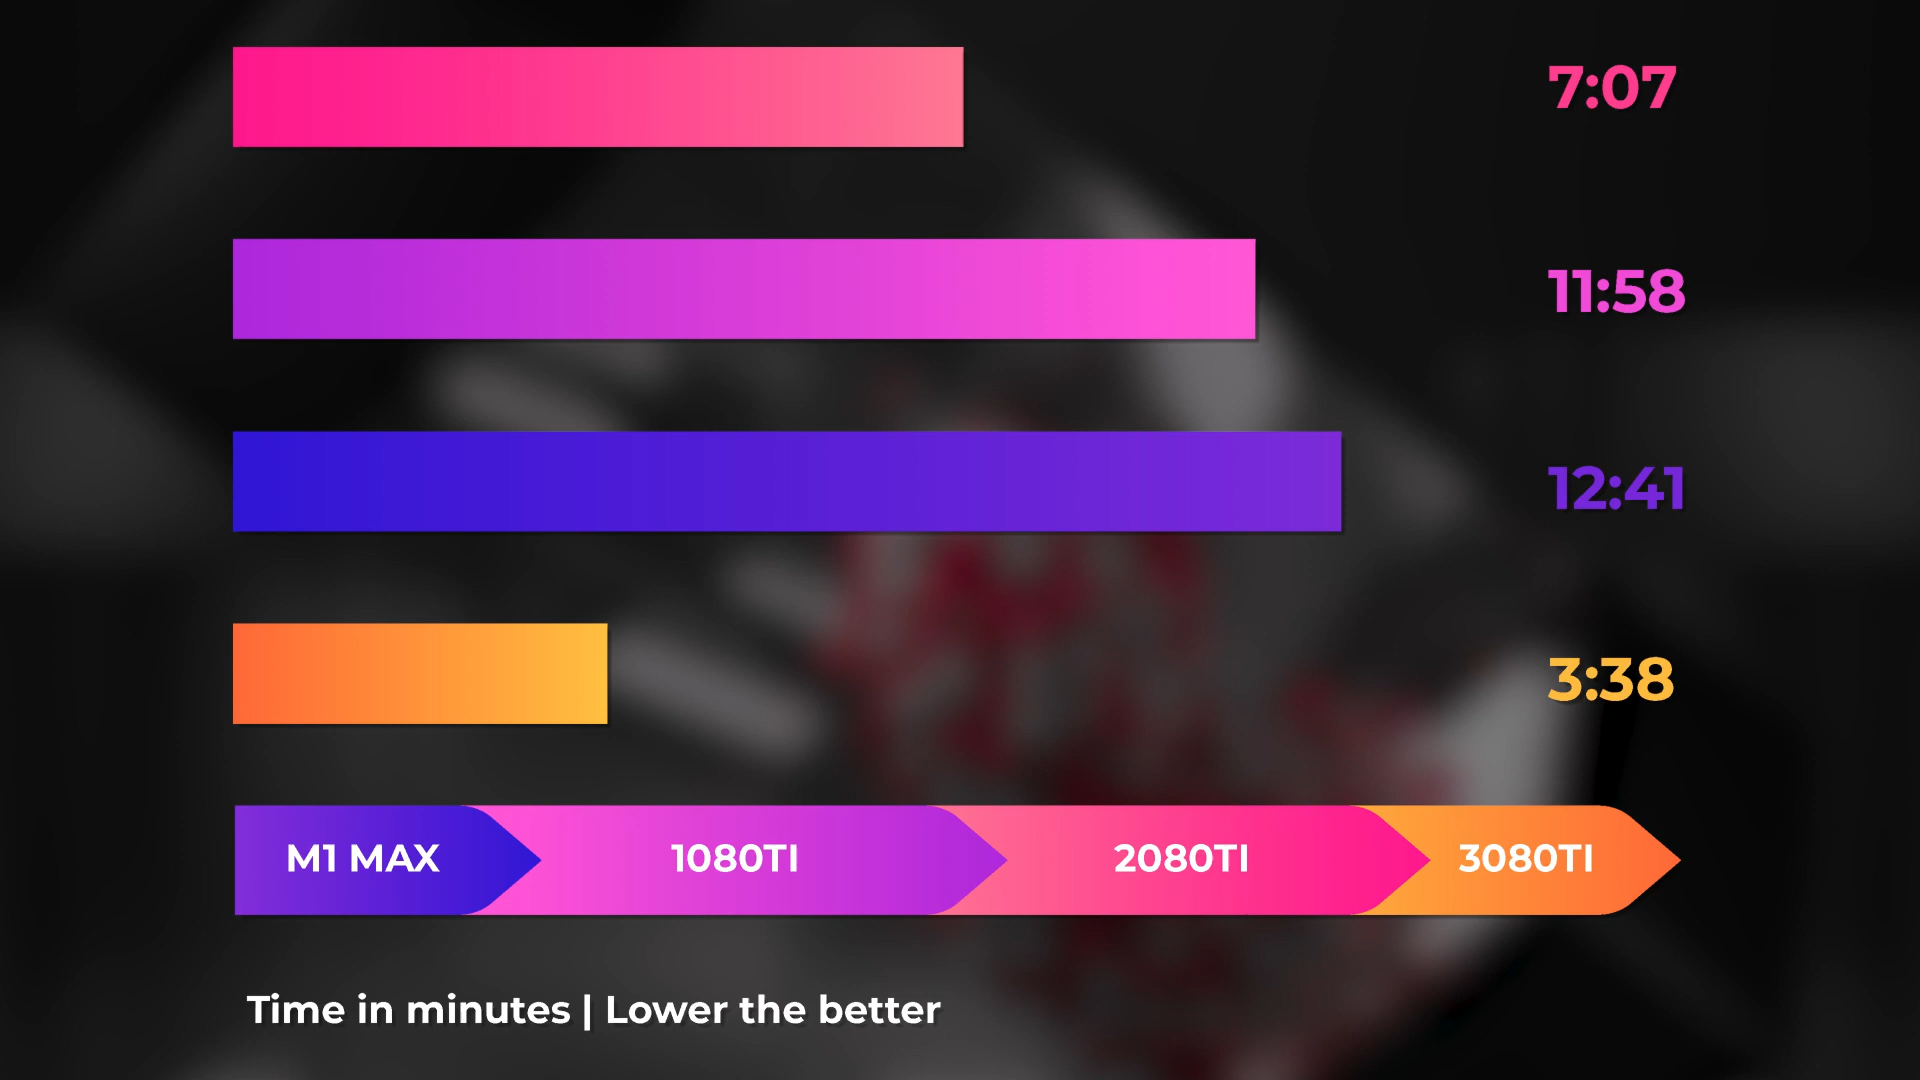 7:07
11:58
12:41
3:38
M1 MAX 1080TI 2080TI 3080TI
Time in minutes | Lower the better